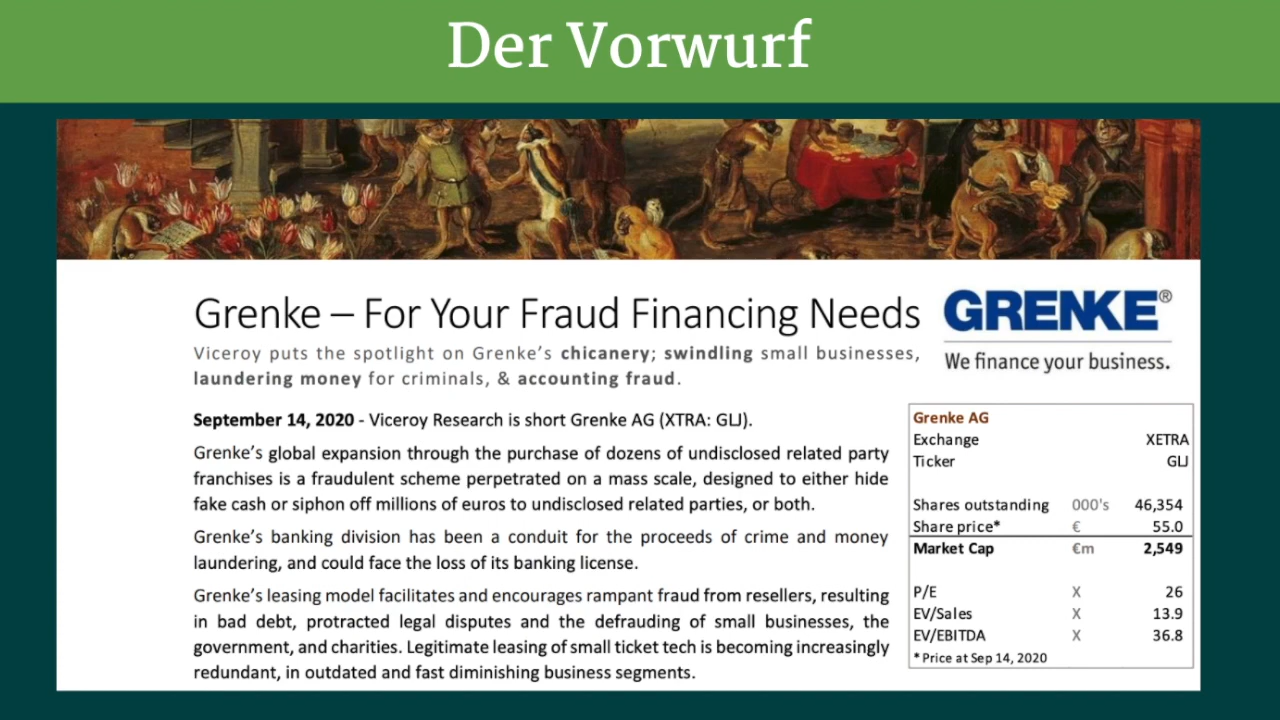 Der Vorwurf
Grenke – For Your Fraud Financing Needs
Viceroy puts the spotlight on Grenke's chicanery; swindling small businesses,
laundering money for criminals, & accounting fraud.
GRENKE®
We finance your business.
September 14, 2020 - Viceroy Research is short Grenke AG (XTRA: GLJ).
Grenke's global expansion through the purchase of dozens of undisclosed related party
franchises is a fraudulent scheme perpetrated on a mass scale, designed to either hide
fake cash or siphon off millions of euros to undisclosed related parties, or both.
Grenke's banking division has been a conduit for the proceeds of crime and money
laundering, and could face the loss of its banking license.
Grenke's leasing model facilitates and encourages rampant fraud from resellers, resulting
in bad debt, protracted legal disputes and the defrauding of small businesses, the
government, and charities. Legitimate leasing of small ticket tech is becoming increasingly
redundant, in outdated and fast diminishing business segments.
Grenke AG
Exchange XETRA
Ticker GLJ
Shares outstanding 000's 46,354
Share price* € 55.0
Market Cap €m 2,549
P/E X 26
EV/Sales X 13.9
EV/EBITDA X 36.8
* Price at Sep 14, 2020